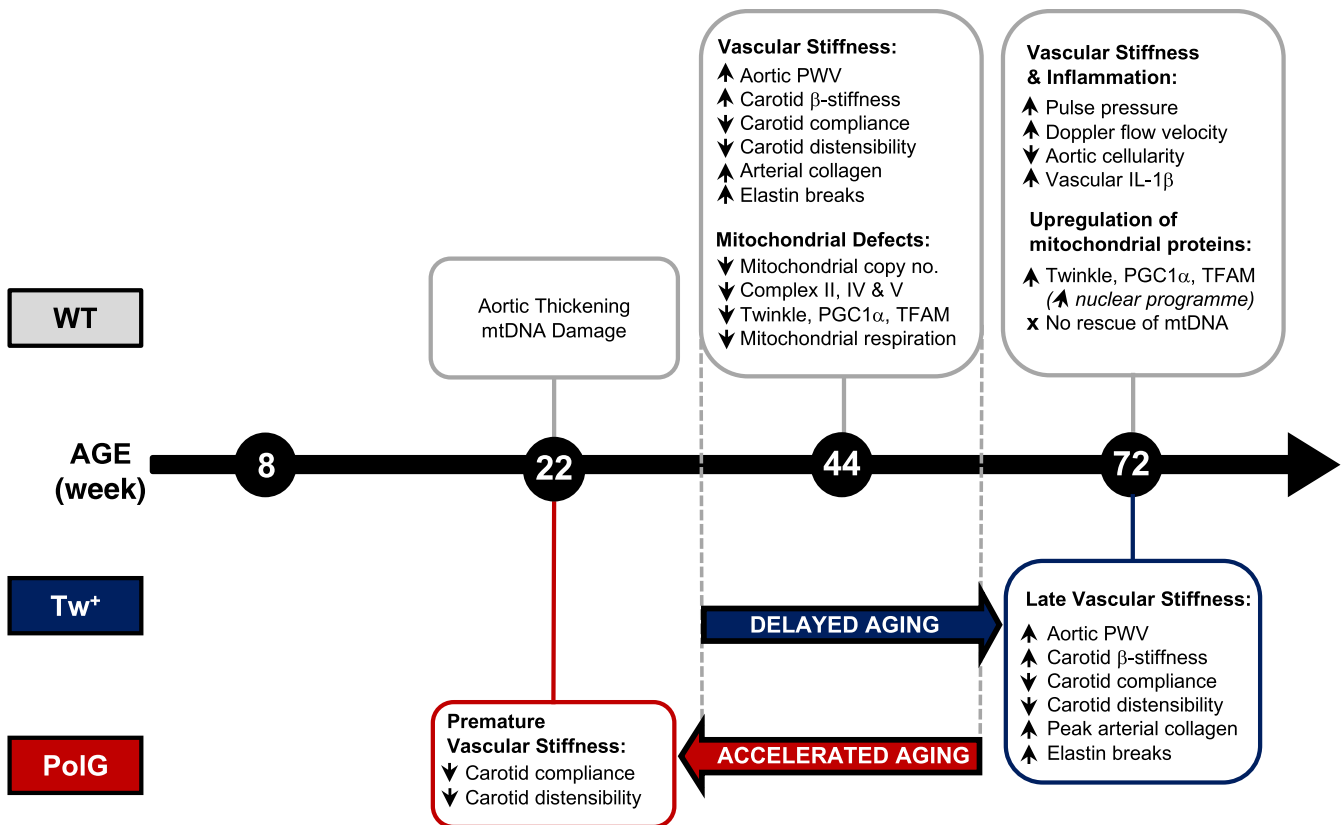 Vascular Stiffness:
Aortic PWV
Carotid β-stiffness
Carotid compliance
Carotid distensibility
Arterial collagen
Elastin breaks
Mitochondrial Defects:
Mitochondrial copy no.
Complex II, IV & V
Twinkle, PGC1α, TFAM
Mitochondrial respiration
Vascular Stiffness
& Inflammation:
Pulse pressure
Doppler flow velocity
Aortic cellularity
Vascular IL-1β
Upregulation of
mitochondrial proteins:
Twinkle, PGC1α, TFAM
(↑ nuclear programme)
x No rescue of mtDNA
WT
Aortic Thickening
mtDNA Damage
AGE
(week)
8
22
44
72
Tw⁺
DELAYED AGING
Late Vascular Stiffness:
Aortic PWV
Carotid β-stiffness
Carotid compliance
Carotid distensibility
Peak arterial collagen
Elastin breaks
PolG
Premature
Vascular Stiffness:
Carotid compliance
Carotid distensibility
ACCELERATED AGING